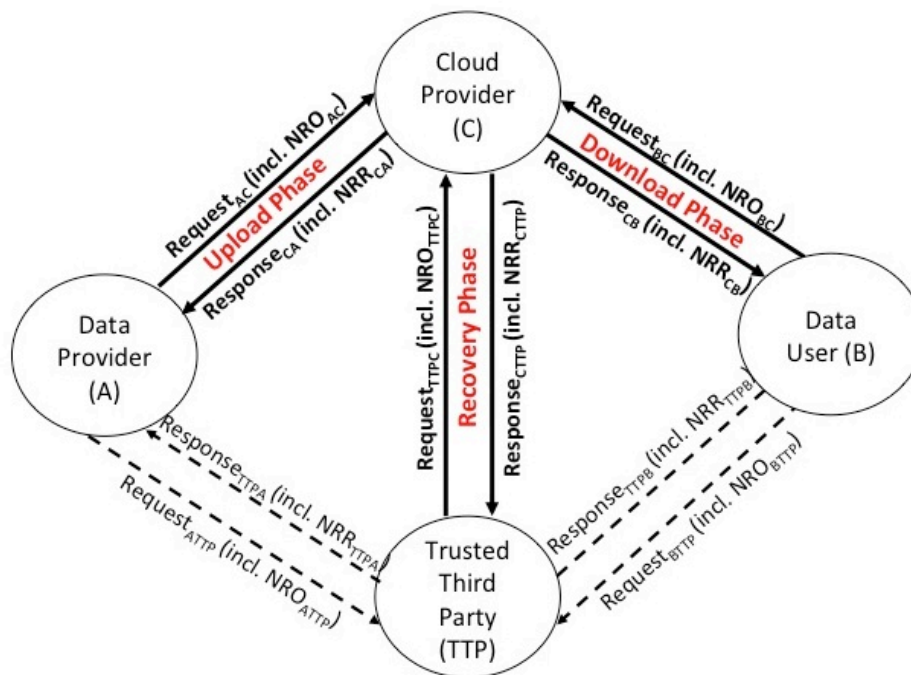 Cloud
Provider
(C)
Request_AC (incl. NRO_AC)
Upload Phase
Response_CA (incl. NRR_CA)
Request_BC (incl. NRO_BC)
Download Phase
Response_CB (incl. NRR_CB)
Request_TTPC (incl. NRO_TTPC)
Recovery Phase
Response_CTTP (incl. NRR_CTTP)
Data
Provider
(A)
Data
User (B)
Response_TTPA (incl. NRR_TTPA)
Request_ATTP (incl. NRO_ATTP)
Response_TTPB (incl. NRR_TTPB)
Request_BTTP (incl. NRO_BTTP)
Trusted
Third
Party
(TTP)